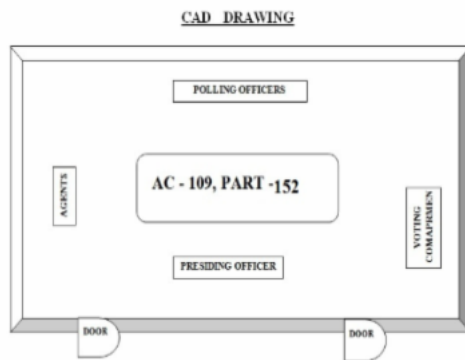 CAD DRAWING
POLLING OFFICERS
AGENTS
AC - 109, PART -152
VOTING
COMAPRMEN
PRESIDING OFFICER
DOOR
DOOR